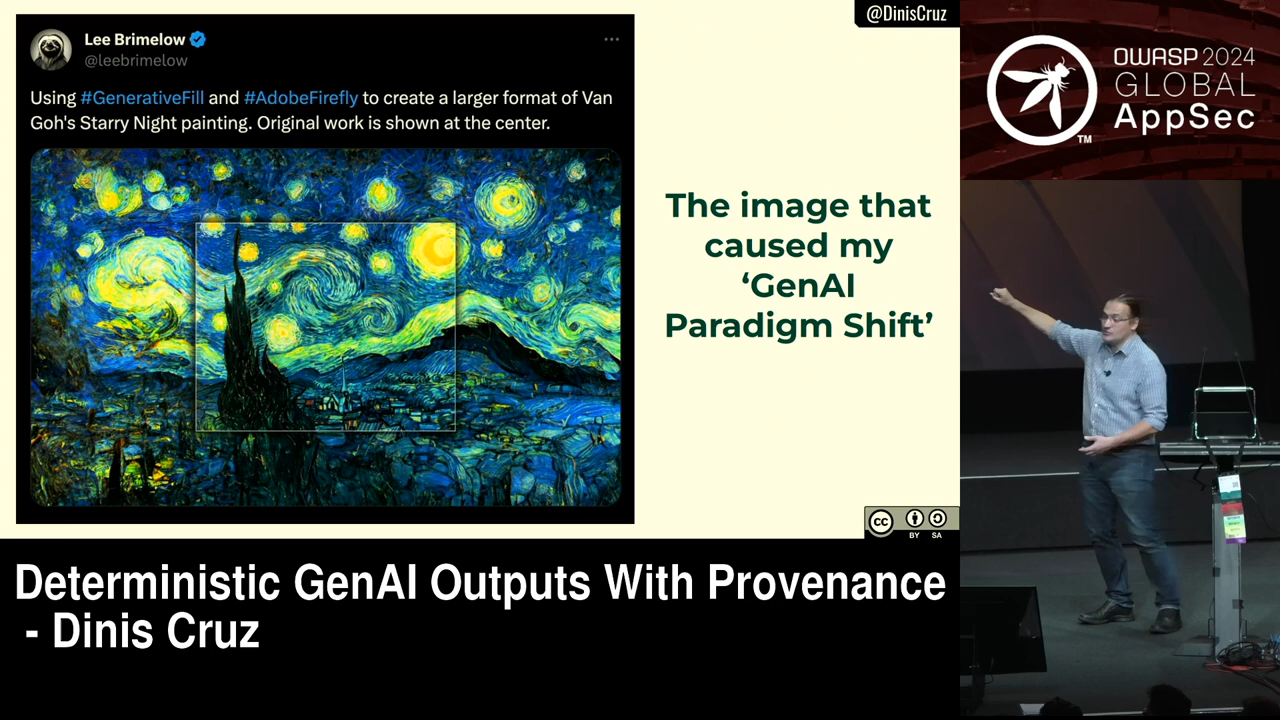 @DinisCruz
Lee Brimelow
@leebrimelow
Using #GenerativeFill and #AdobeFirefly to create a larger format of Van
Goh's Starry Night painting. Original work is shown at the center.
The image that
caused my
‘GenAI
Paradigm Shift’
CC
BY SA
Deterministic GenAI Outputs With Provenance
- Dinis Cruz
OWASP 2024
GLOBAL
AppSec
TM